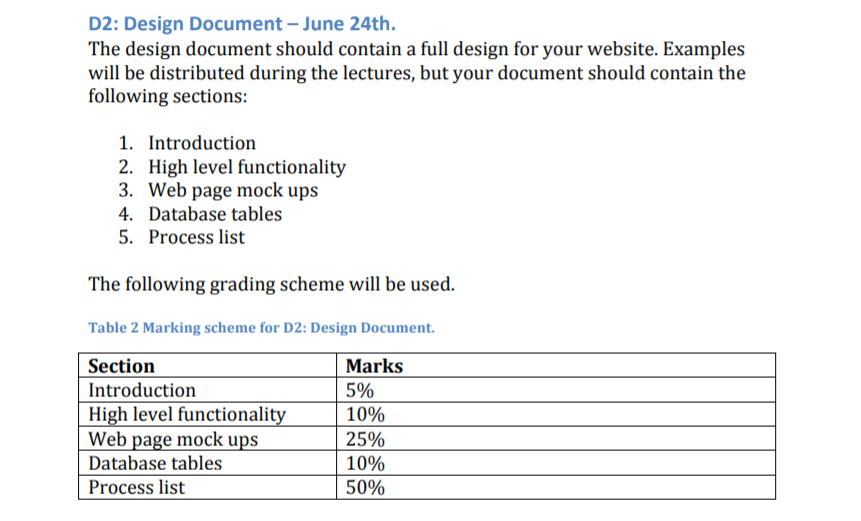 D2: Design Document – June 24th.
The design document should contain a full design for your website. Examples
will be distributed during the lectures, but your document should contain the
following sections:
1. Introduction
2. High level functionality
3. Web page mock ups
4. Database tables
5. Process list
The following grading scheme will be used.
Table 2 Marking scheme for D2: Design Document.
Section Marks
Introduction 5%
High level functionality 10%
Web page mock ups 25%
Database tables 10%
Process list 50%